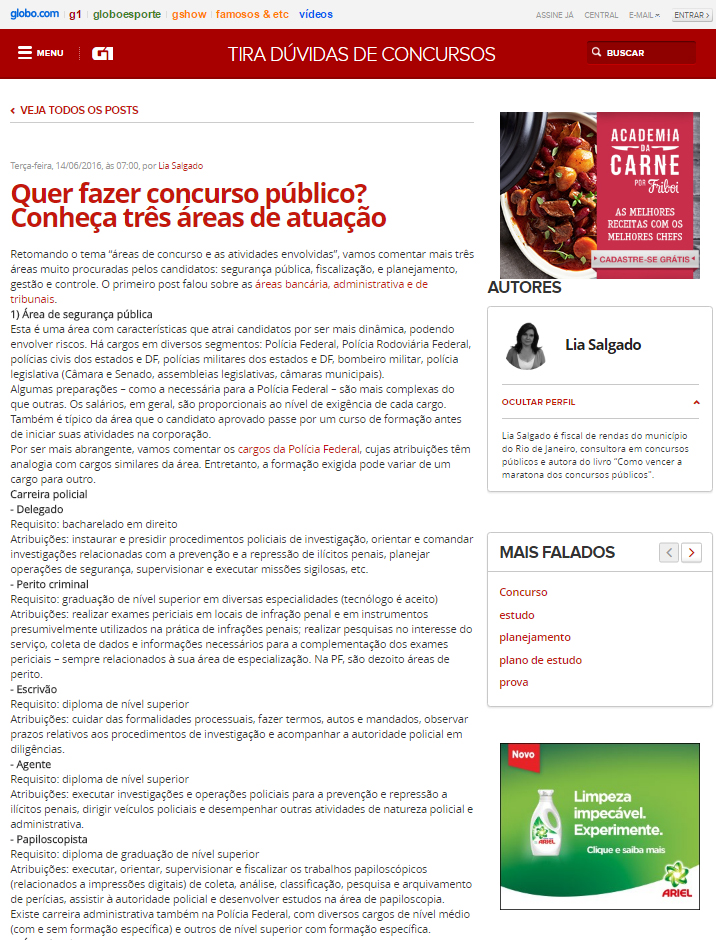 globo.com g1 globoesporte gshow famosos & etc vídeos
ASSINE JÁ CENTRAL E-MAIL ENTRAR ›
MENU G1 TIRA DÚVIDAS DE CONCURSOS BUSCAR
‹ VEJA TODOS OS POSTS
Terça-feira, 14/06/2016, às 07:00, por Lia Salgado
Quer fazer concurso público?
Conheça três áreas de atuação
Retomando o tema “áreas de concurso e as atividades envolvidas”, vamos comentar mais três
áreas muito procuradas pelos candidatos: segurança pública, fiscalização, e planejamento,
gestão e controle. O primeiro post falou sobre as áreas bancária, administrativa e de
tribunais.
1) Área de segurança pública
Esta é uma área com características que atrai candidatos por ser mais dinâmica, podendo
envolver riscos. Há cargos em diversos segmentos: Polícia Federal, Polícia Rodoviária Federal,
polícias civis dos estados e DF, polícias militares dos estados e DF, bombeiro militar, polícia
legislativa (Câmara e Senado, assembleias legislativas, câmaras municipais).
Algumas preparações – como a necessária para a Polícia Federal – são mais complexas do
que outras. Os salários, em geral, são proporcionais ao nível de exigência de cada cargo.
Também é típico da área que o candidato aprovado passe por um curso de formação antes
de iniciar suas atividades na corporação.
Por ser mais abrangente, vamos comentar os cargos da Polícia Federal, cujas atribuições têm
analogia com cargos similares da área. Entretanto, a formação exigida pode variar de um
cargo para outro.
Carreira policial
- Delegado
Requisito: bacharelado em direito
Atribuições: instaurar e presidir procedimentos policiais de investigação, orientar e comandar
investigações relacionadas com a prevenção e a repressão de ilícitos penais, planejar
operações de segurança, supervisionar e executar missões sigilosas, etc.
- Perito criminal
Requisito: graduação de nível superior em diversas especialidades (tecnólogo é aceito)
Atribuições: realizar exames periciais em locais de infração penal e em instrumentos
presumivelmente utilizados na prática de infrações penais; realizar pesquisas no interesse do
serviço, coleta de dados e informações necessários para a complementação dos exames
periciais – sempre relacionados à sua área de especialização. Na PF, são dezoito áreas de
perito.
- Escrivão
Requisito: diploma de nível superior
Atribuições: cuidar das formalidades processuais, fazer termos, autos e mandados, observar
prazos relativos aos procedimentos de investigação e acompanhar a autoridade policial em
diligências.
- Agente
Requisito: diploma de nível superior
Atribuições: executar investigações e operações policiais para a prevenção e repressão a
ilícitos penais, dirigir veículos policiais e desempenhar outras atividades de natureza policial e
administrativa.
- Papiloscopista
Requisito: diploma de graduação de nível superior
Atribuições: executar, orientar, supervisionar e fiscalizar os trabalhos papiloscópicos
(relacionados a impressões digitais) de coleta, análise, classificação, pesquisa e arquivamento
de perícias, assistir à autoridade policial e desenvolver estudos na área de papiloscopia.
Existe carreira administrativa também na Polícia Federal, com diversos cargos de nível médio
(com e sem formação específica) e outros de nível superior com formação específica.
ACADEMIA
DA
CARNE
POR Friboi
AS MELHORES
RECEITAS COM OS
MELHORES CHEFS
CADASTRE-SE GRÁTIS
AUTORES
Lia Salgado
OCULTAR PERFIL
Lia Salgado é fiscal de rendas do município
do Rio de Janeiro, consultora em concursos
públicos e autora do livro “Como vencer a
maratona dos concursos públicos”.
MAIS FALADOS
Concurso
estudo
planejamento
plano de estudo
prova
Novo
Limpeza
impecável.
Experimente.
Clique e saiba mais
ARIEL
ARIEL